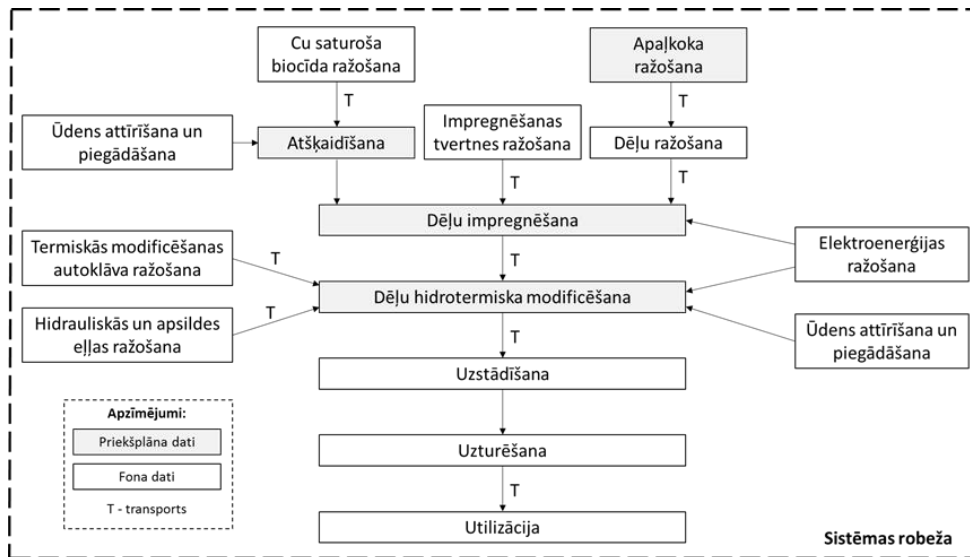 Cu saturoša
biocīda ražošana
Apaļkoka
ražošana
T
T
Ūdens attīrīšana un
piegādāšana
Atšķaidīšana
Impregnēšanas
tvertnes ražošana
Dēļu ražošana
T
T
Dēļu impregnēšana
Termiskās modificēšanas
autoklāva ražošana
T
T
Elektroenerģijas
ražošana
Dēļu hidrotermiska modificēšana
Hidrauliskās un apsildes
eļļas ražošana
T
T
Ūdens attīrīšana un
piegādāšana
Uzstādīšana
Apzīmējumi:
Priekšplāna dati
Fona dati
T - transports
Uzturēšana
T
Utilizācija
Sistēmas robeža